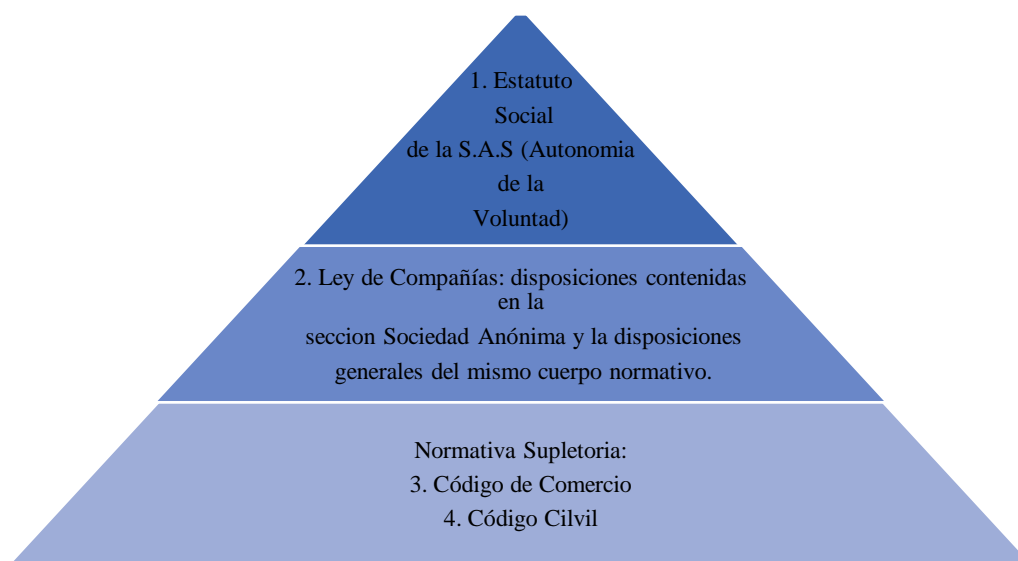 1. Estatuto
Social
de la S.A.S (Autonomia
de la
Voluntad)
2. Ley de Compañías: disposiciones contenidas
en la
seccion Sociedad Anónima y la disposiciones
generales del mismo cuerpo normativo.
Normativa Supletoria:
3. Código de Comercio
4. Código Cilvil